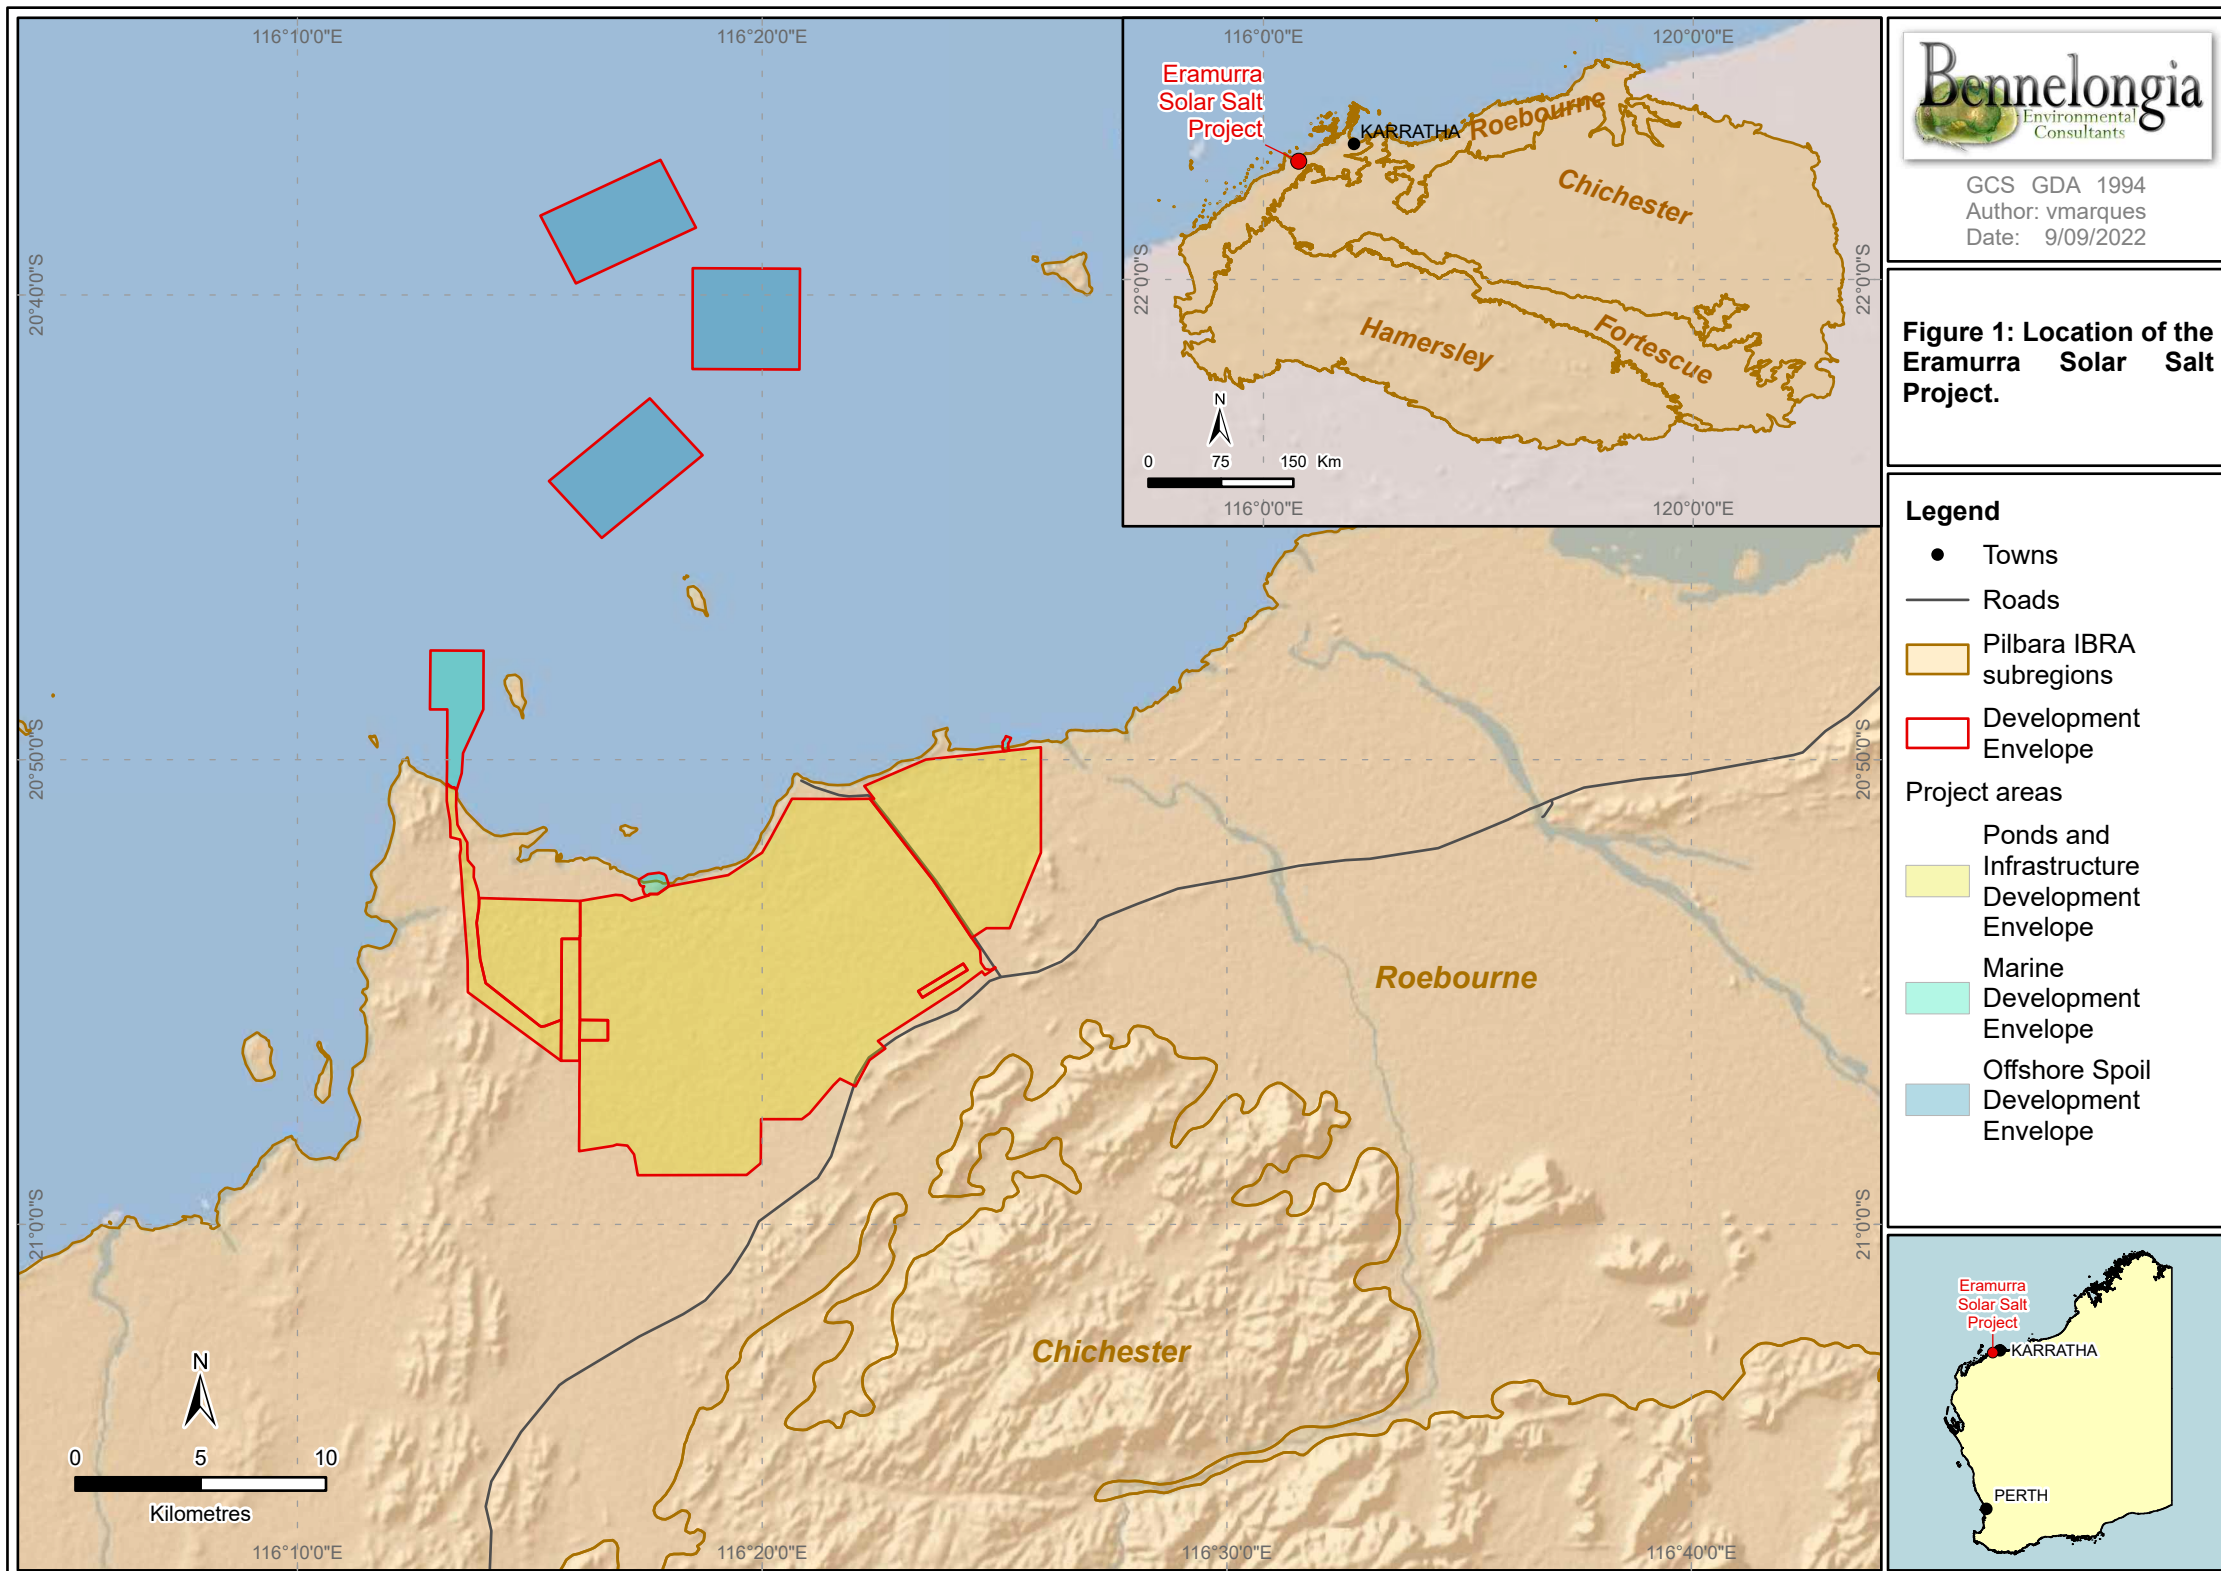 116°10'0"E
116°20'0"E
20°40'0"S
20°50'0"S
21°0'0"S
20°50'0"S
21°0'0"S
116°10'0"E
116°20'0"E
116°30'0"E
116°40'0"E
Roebourne
Chichester
N
0 5 10
Kilometres
116°0'0"E
120°0'0"E
Eramurra
Solar Salt
Project
KARRATHA
Roebourne
Chichester
22°0'0"S
22°0'0"S
Hamersley
Fortescue
N
0 75 150 Km
116°0'0"E
120°0'0"E
Bennelongia
Environmental
Consultants
GCS GDA 1994
Author: vmarques
Date: 9/09/2022
Figure 1: Location of the
Eramurra Solar Salt
Project.
Legend
Towns
Roads
Pilbara IBRA
subregions
Development
Envelope
Project areas
Ponds and
Infrastructure
Development
Envelope
Marine
Development
Envelope
Offshore Spoil
Development
Envelope
Eramurra
Solar Salt
Project
KARRATHA
PERTH